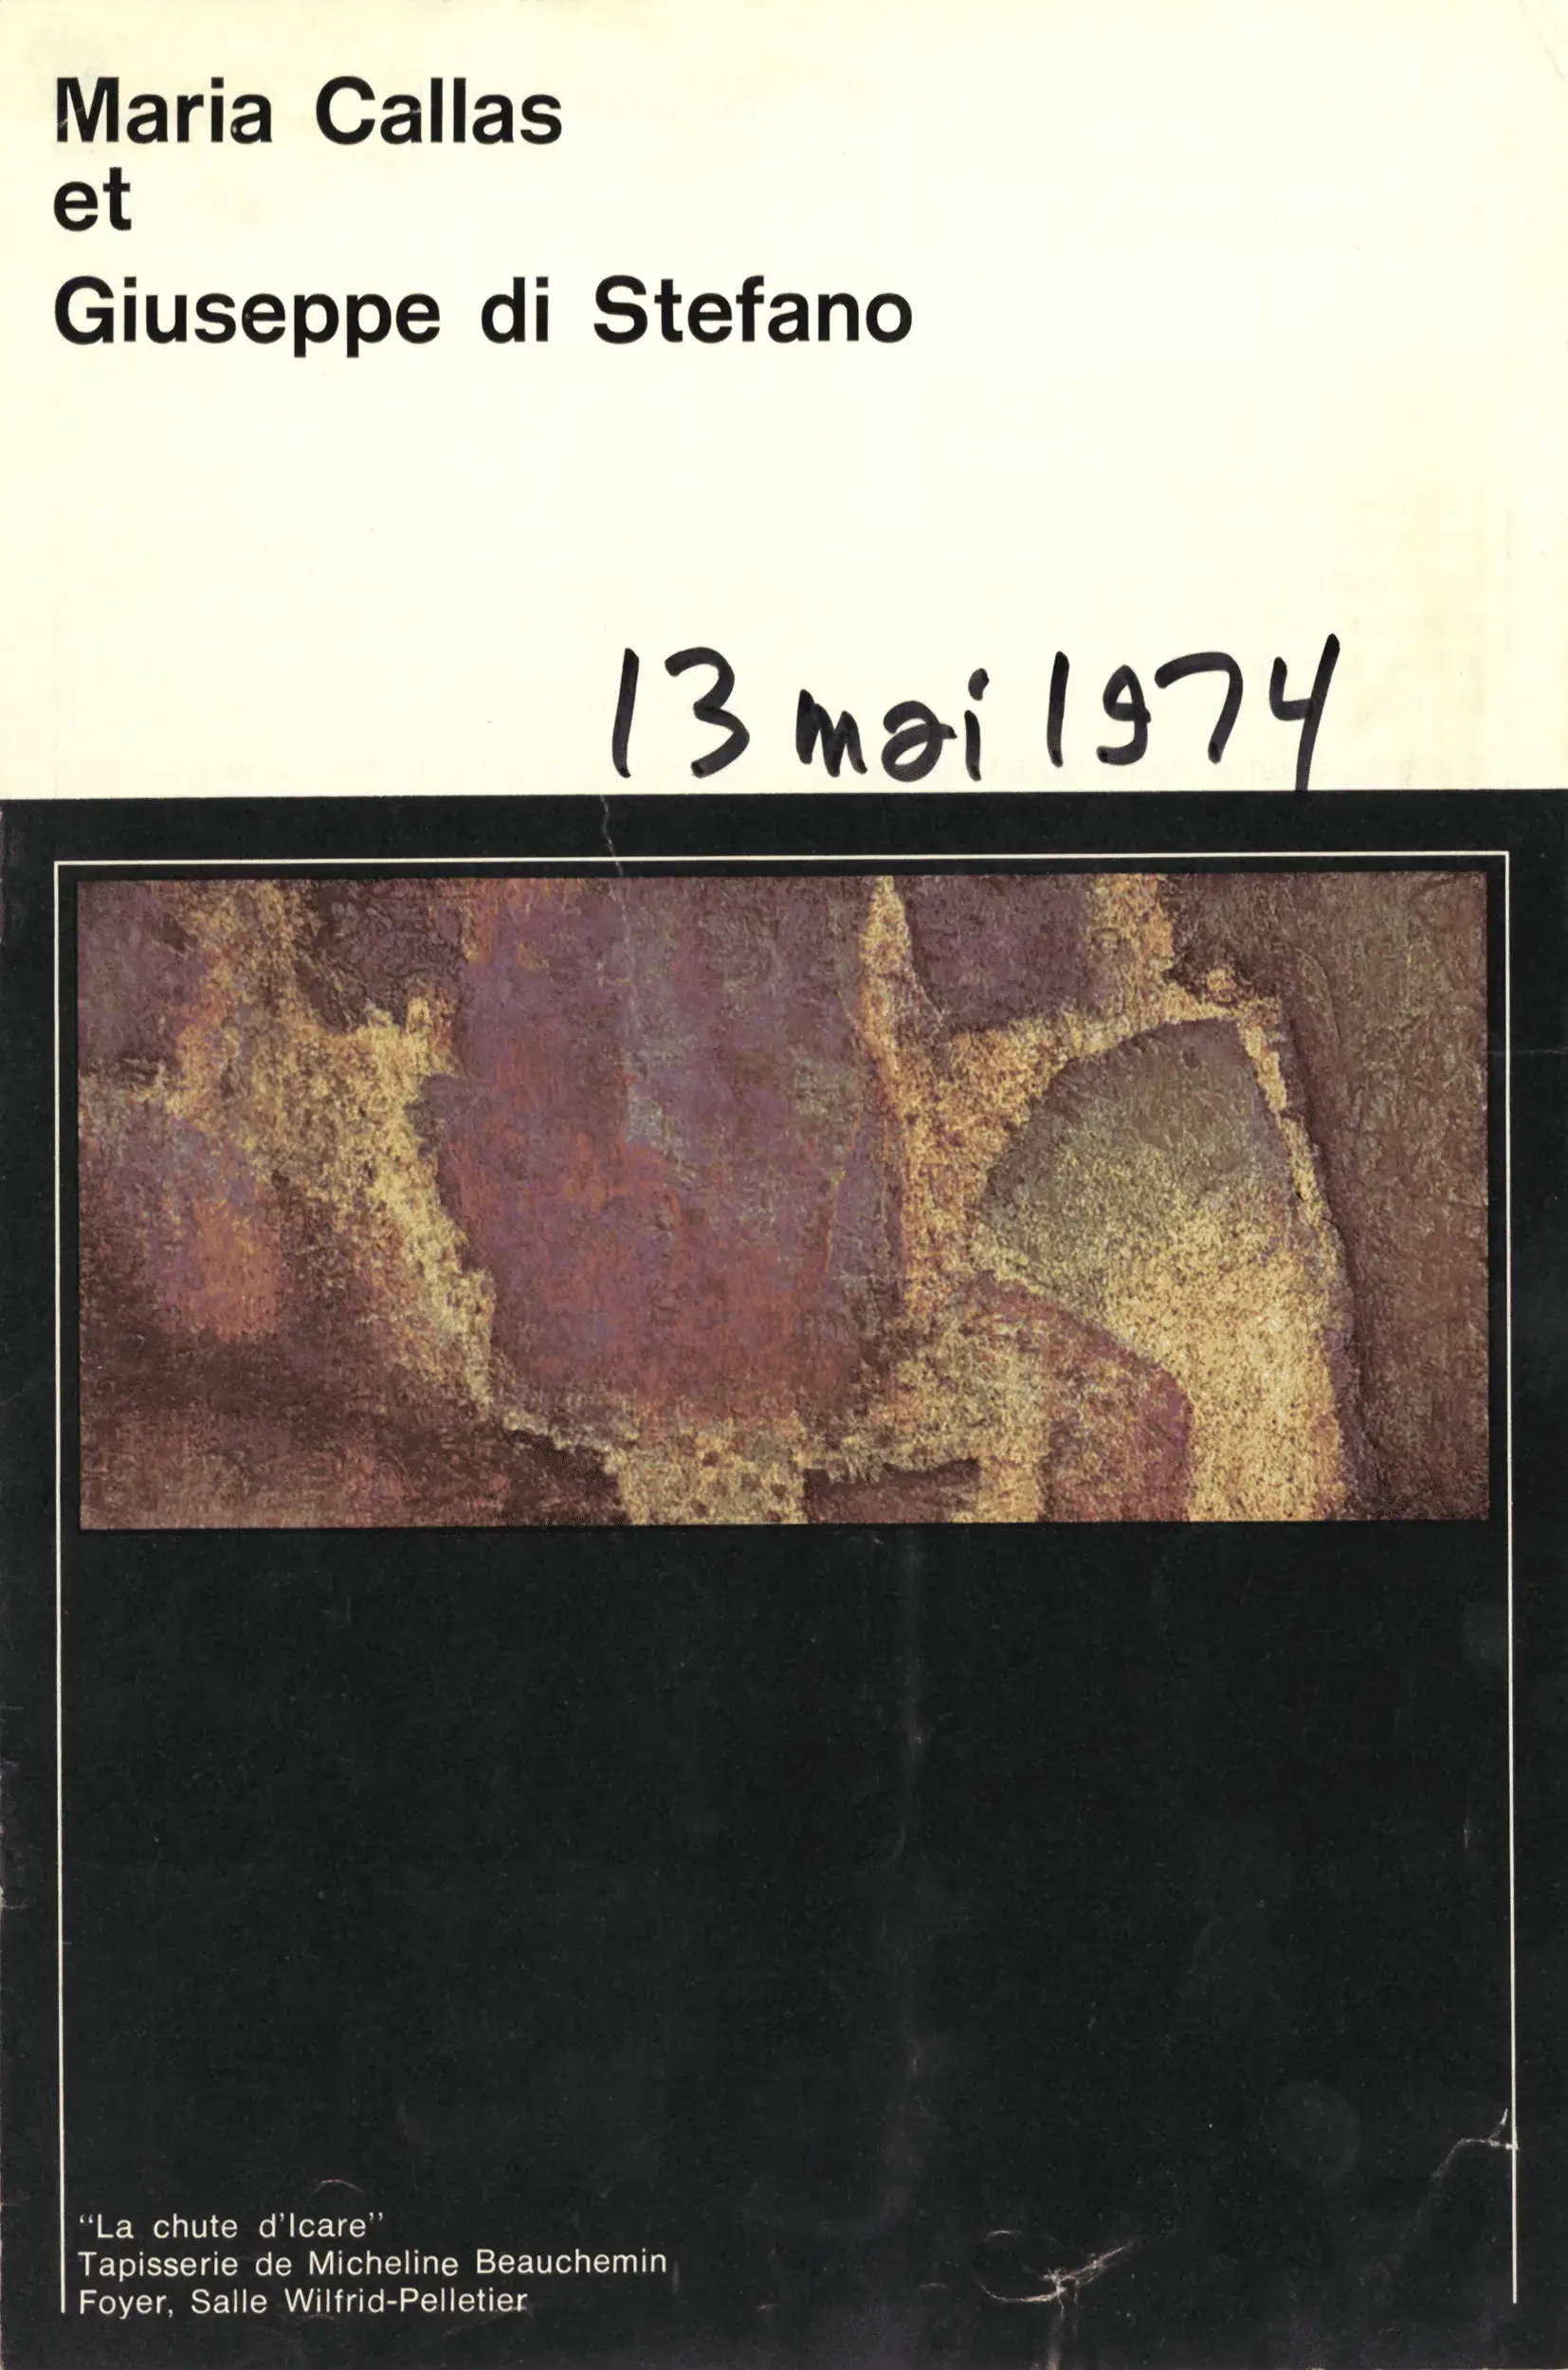 Maria Callas
et
Giuseppe di Stefano
13 mai 1974
“La chute d'Icare”
Tapisserie de Micheline Beauchemin
Foyer, Salle Wilfrid-Pelletier